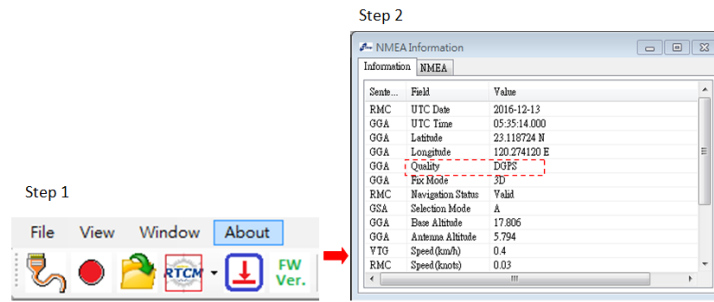 Step 2
NMEA Information
Information NMEA
Sente... Field Value
RMC UTC Date 2016-12-13
GGA UTC Time 05:35:14.000
GGA Latitude 23.118724 N
GGA Longitude 120.274120 E
GGA Quality DGPS
GGA Fix Mode 3D
RMC Navigation Status Valid
GSA Selection Mode A
GGA Base Altitude 17.806
GGA Antenna Altitude 5.794
VTG Speed(km/h) 0.4
RMC Speed(knots) 0.03
Step 1
File View Window About
RTCM
FW
Ver.